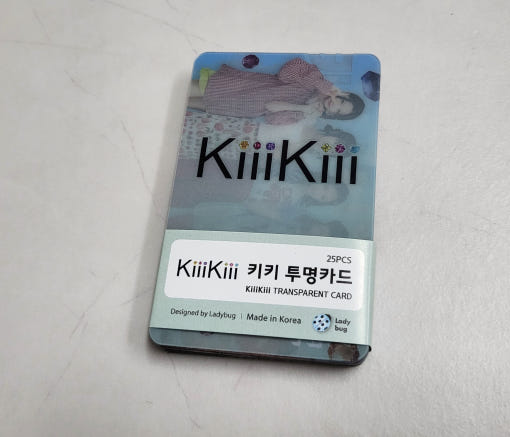 KiiiKiii
25PCS
KiiiKiii 키키 투명카드
KiiiKiii TRANSPARENT CARD
Designed by Ladybug | Made in Korea
Lady
bug